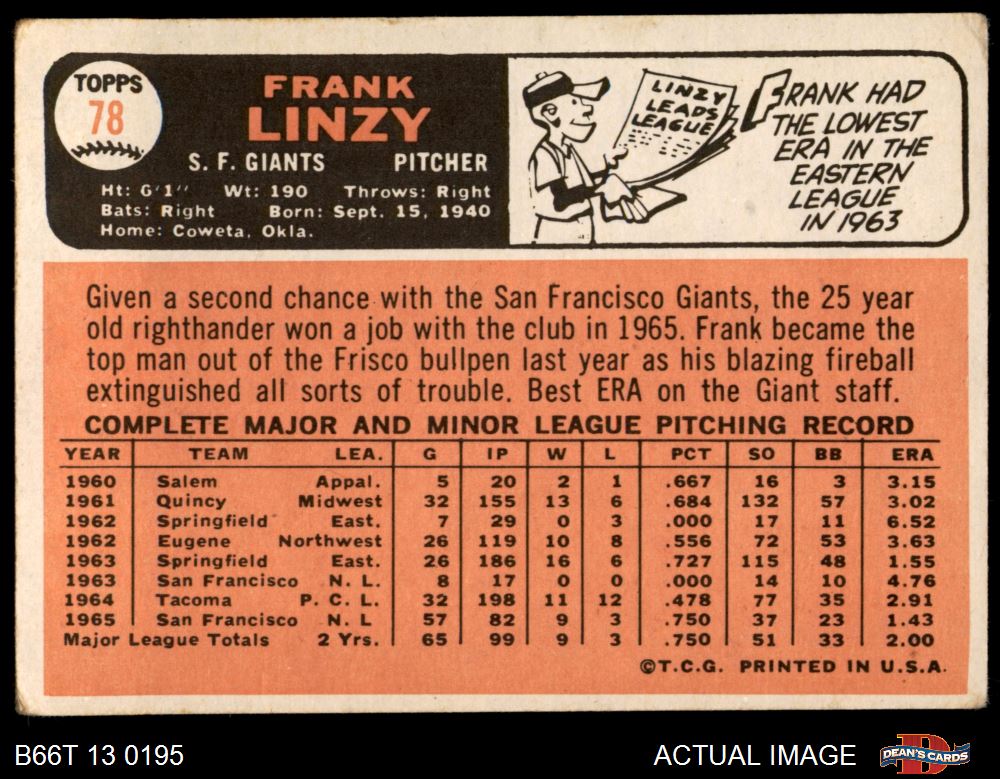 TOPPS
78
FRANK
LINZY
S. F. GIANTS PITCHER
Ht: 6'1" Wt: 190 Throws: Right
Bats: Right Born: Sept. 15, 1940
Home: Coweta, Okla.
LINZY
LEADS
LEAGUE
FRANK HAD
THE LOWEST
ERA IN THE
EASTERN
LEAGUE
IN 1963
Given a second chance with the San Francisco Giants, the 25 year
old righthander won a job with the club in 1965. Frank became the
top man out of the Frisco bullpen last year as his blazing fireball
extinguished all sorts of trouble. Best ERA on the Giant staff.
COMPLETE MAJOR AND MINOR LEAGUE PITCHING RECORD
YEAR TEAM LEA. G IP W L PCT SO BB ERA
1960 Salem Appal. 5 20 2 1 .667 16 3 3.15
1961 Quincy Midwest 32 155 13 6 .684 132 57 3.02
1962 Springfield East. 7 29 0 3 .000 17 11 6.52
1962 Eugene Northwest 26 119 10 8 .556 72 53 3.63
1963 Springfield East. 26 186 16 6 .727 115 48 1.55
1963 San Francisco N. L. 8 17 0 0 .000 14 10 4.76
1964 Tacoma P. C. L. 32 198 11 12 .478 77 35 2.91
1965 San Francisco N. L 57 82 9 3 .750 37 23 1.43
Major League Totals 2 Yrs. 65 99 9 3 .750 51 33 2.00
©T.C.G. PRINTED IN U.S.A.
B66T 13 0195 ACTUAL IMAGE DEAN'S CARDS